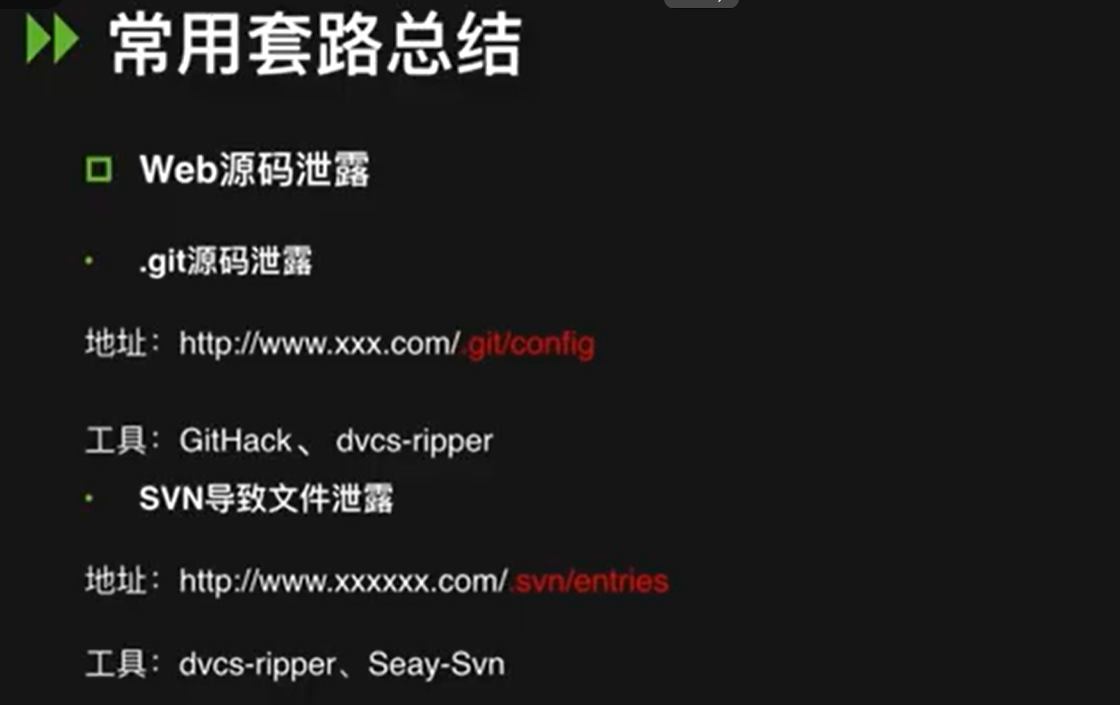 常用套路总结
Web源码泄露
.git源码泄露
地址：http://www.xxx.com/.git/config
工具：GitHack、 dvcs-ripper
SVN导致文件泄露
地址：http://www.xxxxxx.com/.svn/entries
工具：dvcs-ripper、Seay-Svn